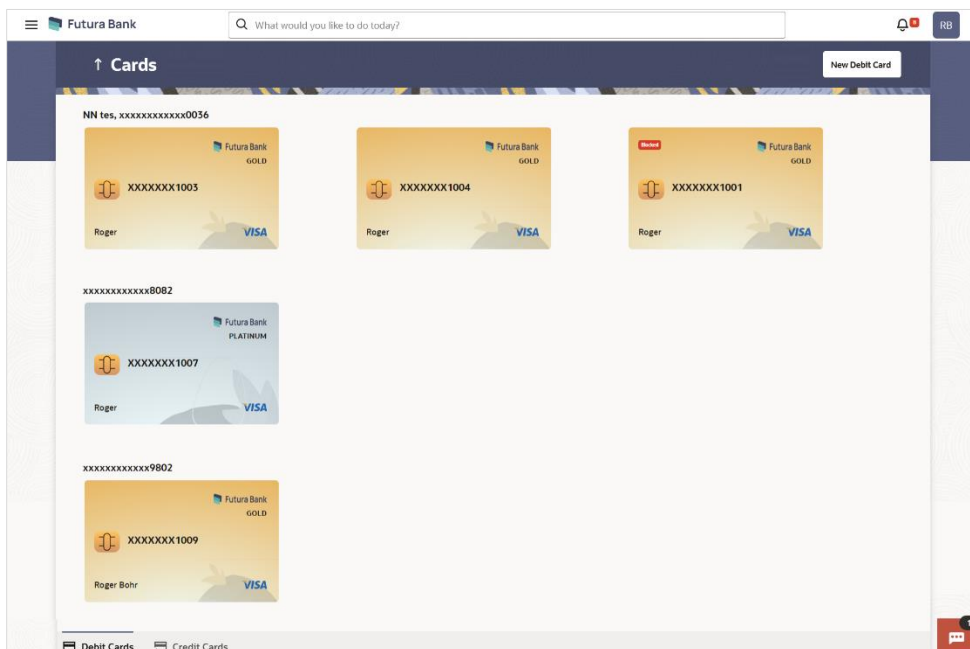 Futura Bank
What would you like to do today?
RB
↑ Cards
New Debit Card
NN tes, xxxxxxxxxxxx0036
Futura Bank
GOLD
XXXXXXX1003
Roger
VISA
Futura Bank
GOLD
XXXXXXX1004
Roger
VISA
Blocked
Futura Bank
GOLD
XXXXXXX1001
Roger
VISA
xxxxxxxxxxxx8082
Futura Bank
PLATINUM
XXXXXXX1007
Roger
VISA
xxxxxxxxxxxx9802
Futura Bank
GOLD
XXXXXXX1009
Roger Bohr
VISA
Debit Cards
Credit Cards